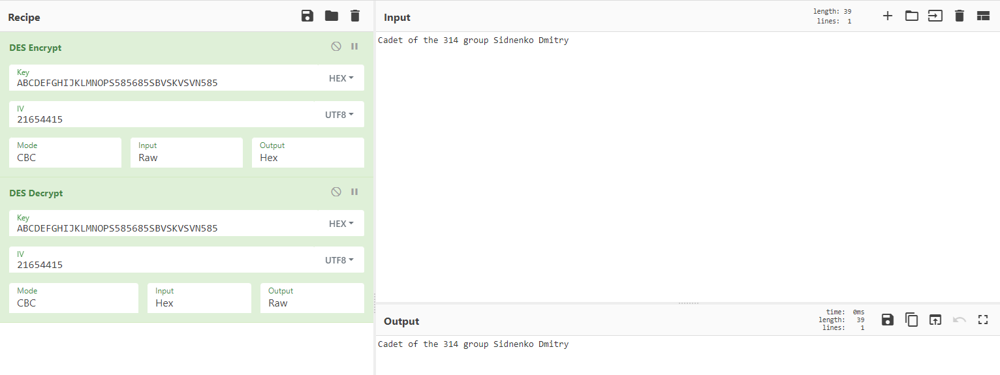 Recipe
DES Encrypt
Key
ABCDEFGHIJKLMNOPS585685SBVSKVSVN585
HEX
IV
21654415
UTF8
Mode
CBC
Input
Raw
Output
Hex
DES Decrypt
Key
ABCDEFGHIJKLMNOPS585685SBVSKVSVN585
HEX
IV
21654415
UTF8
Mode
CBC
Input
Hex
Output
Raw
Input
length: 39
lines: 1
Cadet of the 314 group Sidnenko Dmitry
Output
time: 0ms
length: 39
lines: 1
Cadet of the 314 group Sidnenko Dmitry